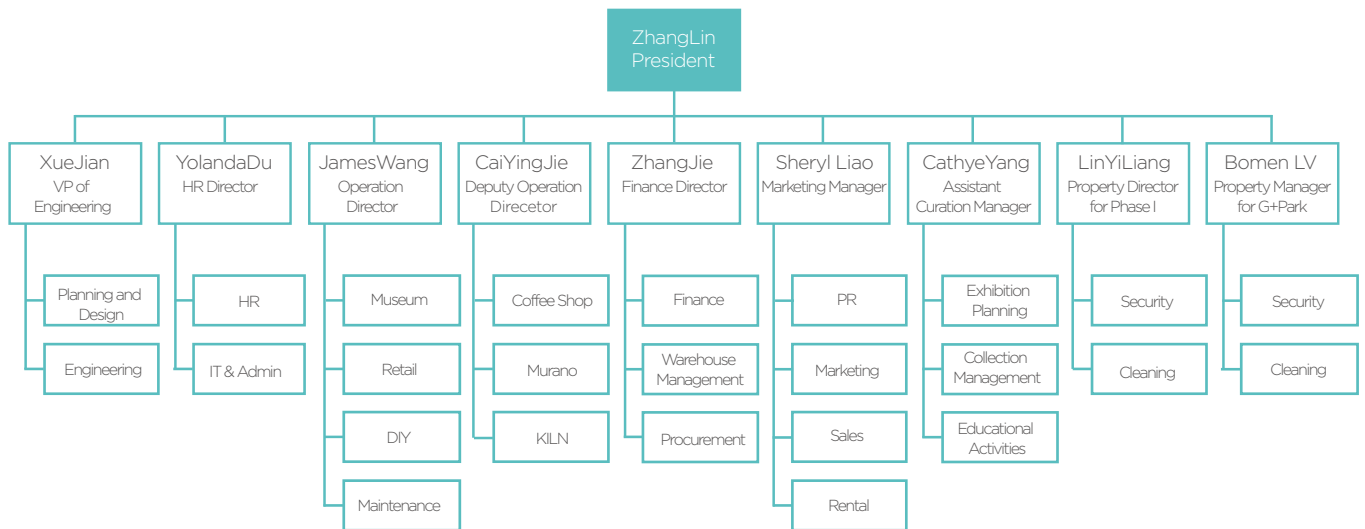 ZhangLin
President
XueJian
VP of
Engineering
YolandaDu
HR Director
JamesWang
Operation
Director
CaiYingJie
Deputy Operation
Direcetor
ZhangJie
Finance Director
Sheryl Liao
Marketing Manager
CathyeYang
Assistant
Curation Manager
LinYiLiang
Property Director
for Phase I
Bomen LV
Property Manager
for G+Park
Planning and
Design
Engineering
HR
IT & Admin
Museum
Retail
DIY
Maintenance
Coffee Shop
Murano
KILN
Finance
Warehouse
Management
Procurement
PR
Marketing
Sales
Rental
Exhibition
Planning
Collection
Management
Educational
Activities
Security
Cleaning
Security
Cleaning